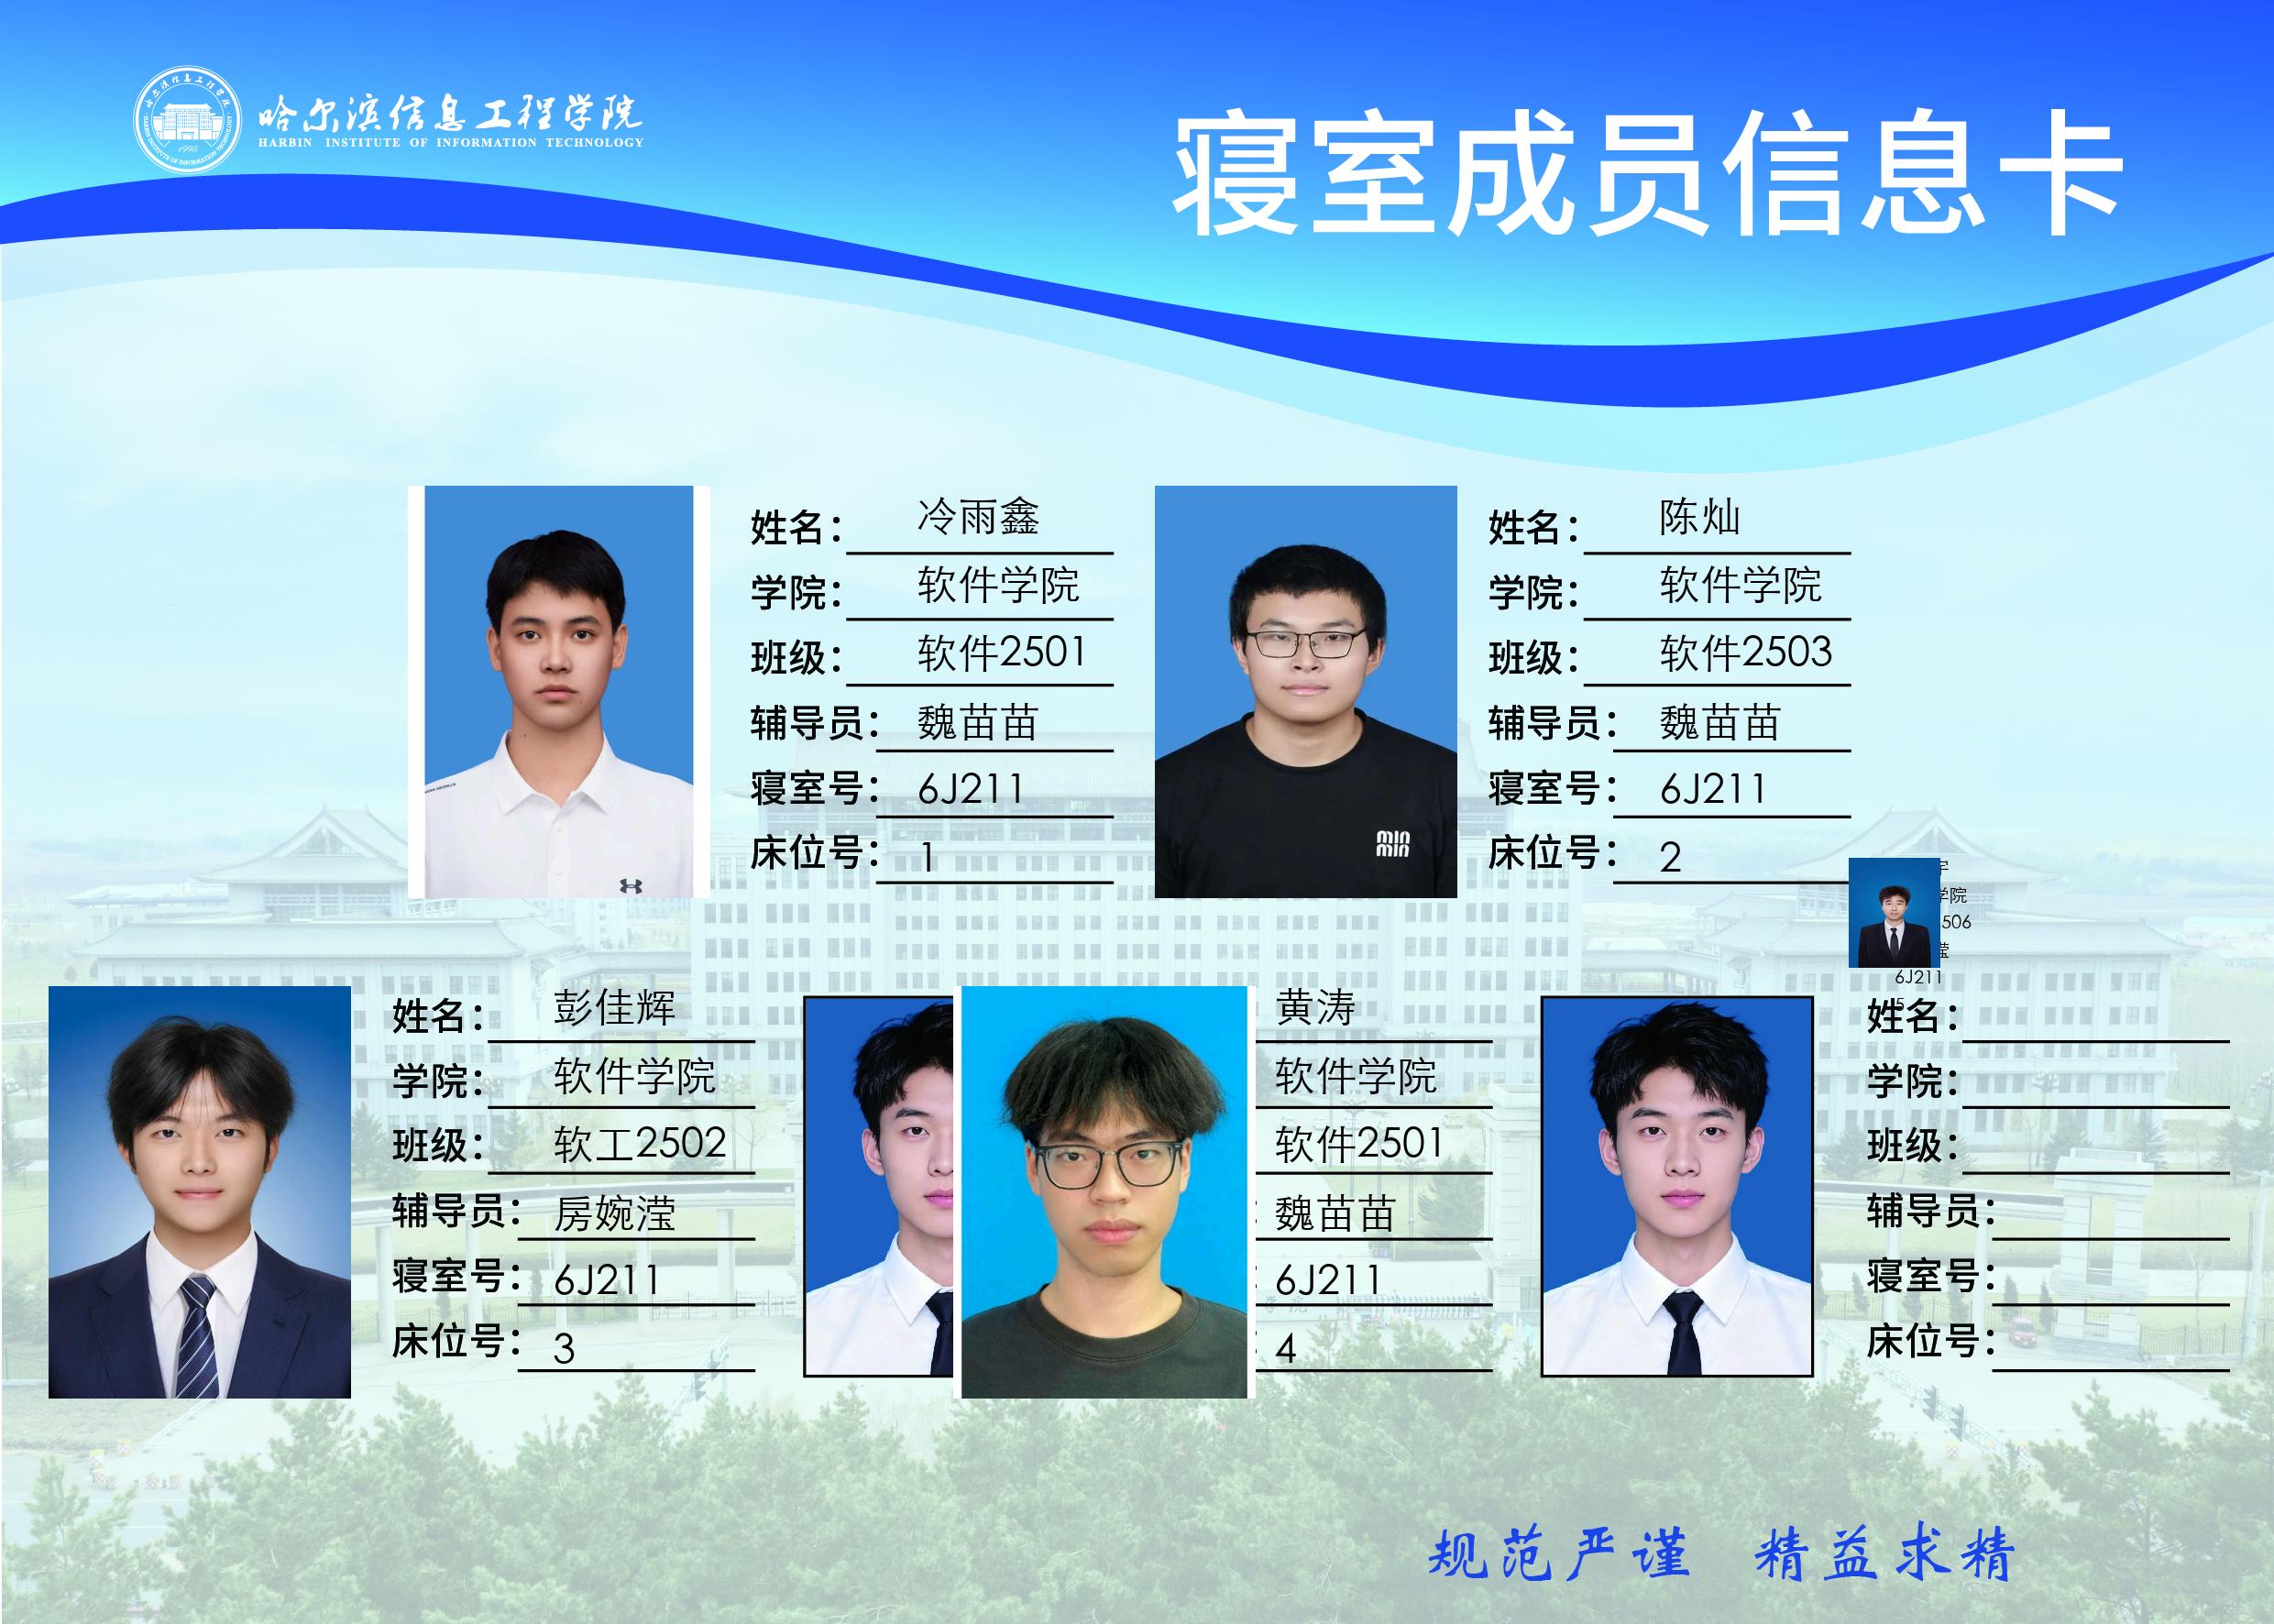 哈尔滨信息工程学院
HARBIN INSTITUTE OF INFORMATION TECHNOLOGY
1995
寝室成员信息卡
姓名： 冷雨鑫
学院： 软件学院
班级： 软件2501
辅导员： 魏苗苗
寝室号： 6J211
床位号： 1
姓名： 陈灿
学院： 软件学院
班级： 软件2503
辅导员： 魏苗苗
寝室号： 6J211
床位号： 2
min
min
学院
506
滢
6J211
姓名： 彭佳辉
学院： 软件学院
班级： 软工2502
辅导员： 房婉滢
寝室号： 6J211
床位号： 3
黄涛
软件学院
软件2501
魏苗苗
6J211
4
姓名：
学院：
班级：
辅导员：
寝室号：
床位号：
规范严谨 精益求精